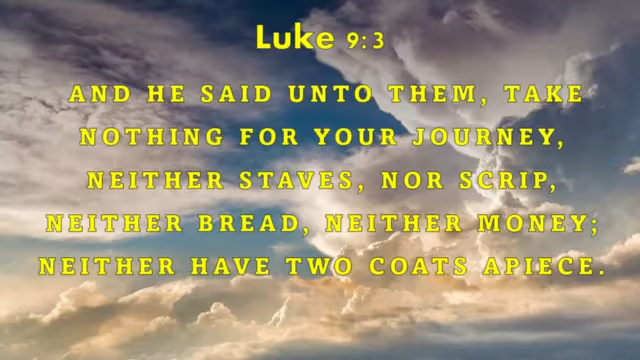 Luke 9:3
AND HE SAID UNTO THEM, TAKE
NOTHING FOR YOUR JOURNEY,
NEITHER STAVES, NOR SCRIP,
NEITHER BREAD, NEITHER MONEY;
NEITHER HAVE TWO COATS APIECE.